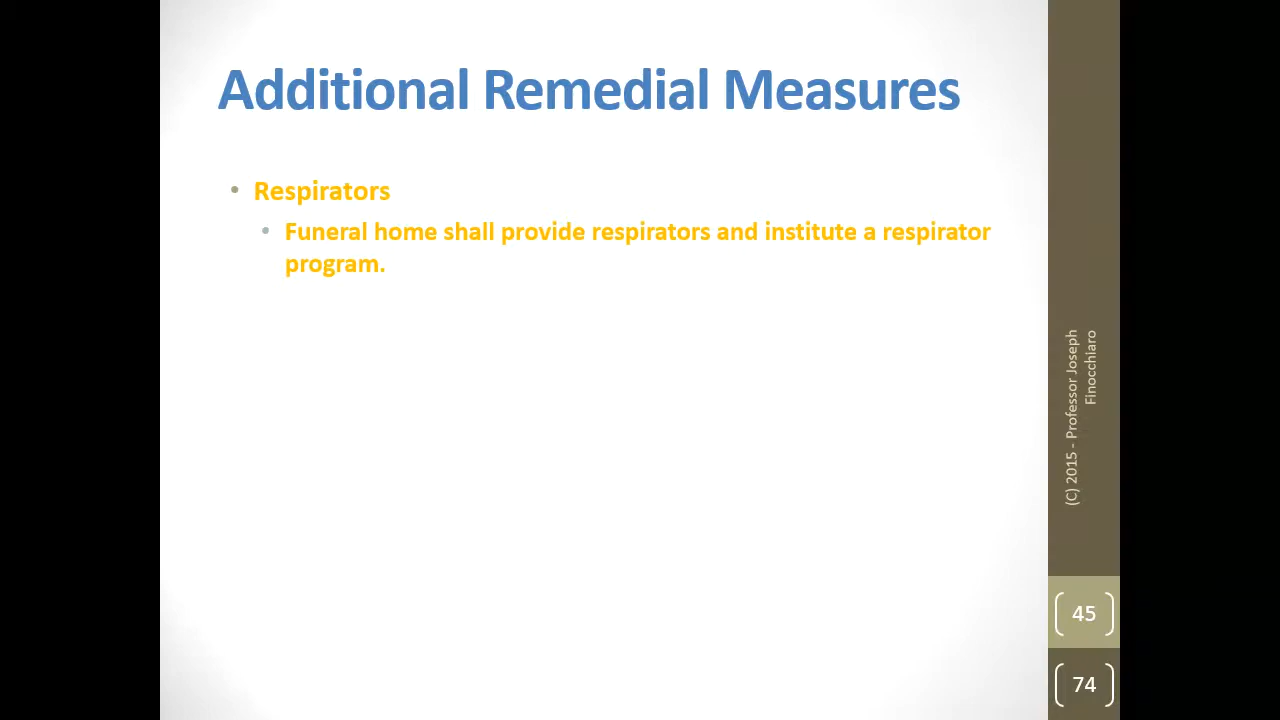 Additional Remedial Measures
• Respirators
• Funeral home shall provide respirators and institute a respirator
program.
(C) 2015 - Professor Joseph
Finocchiaro
45
74